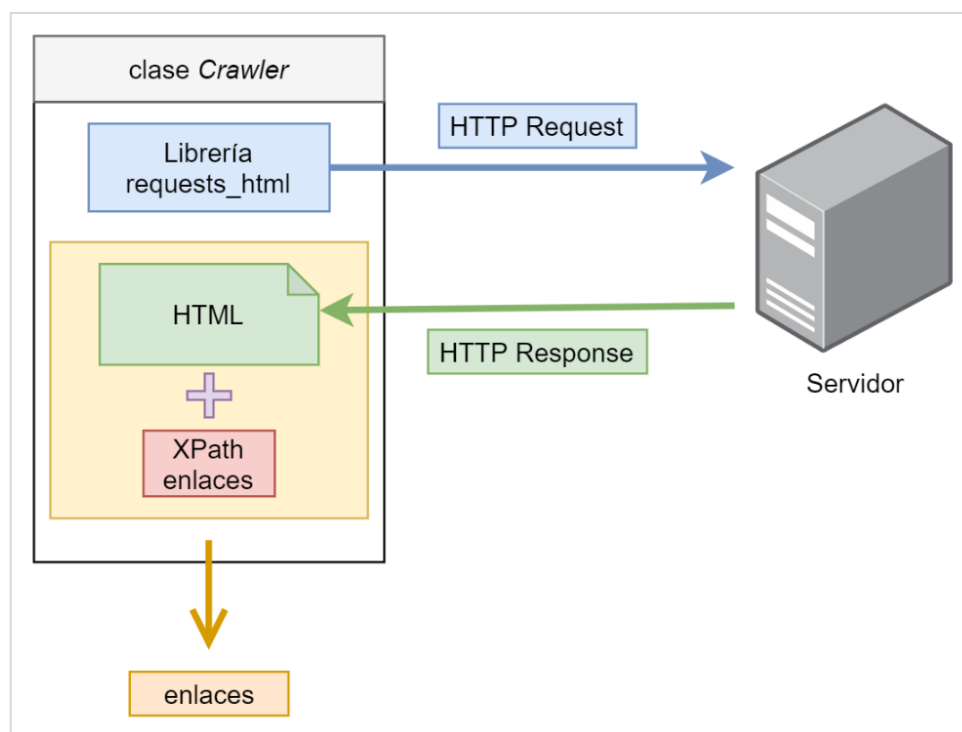 clase Crawler
Librería
requests_html
HTTP Request
HTML
HTTP Response
Servidor
XPath
enlaces
enlaces